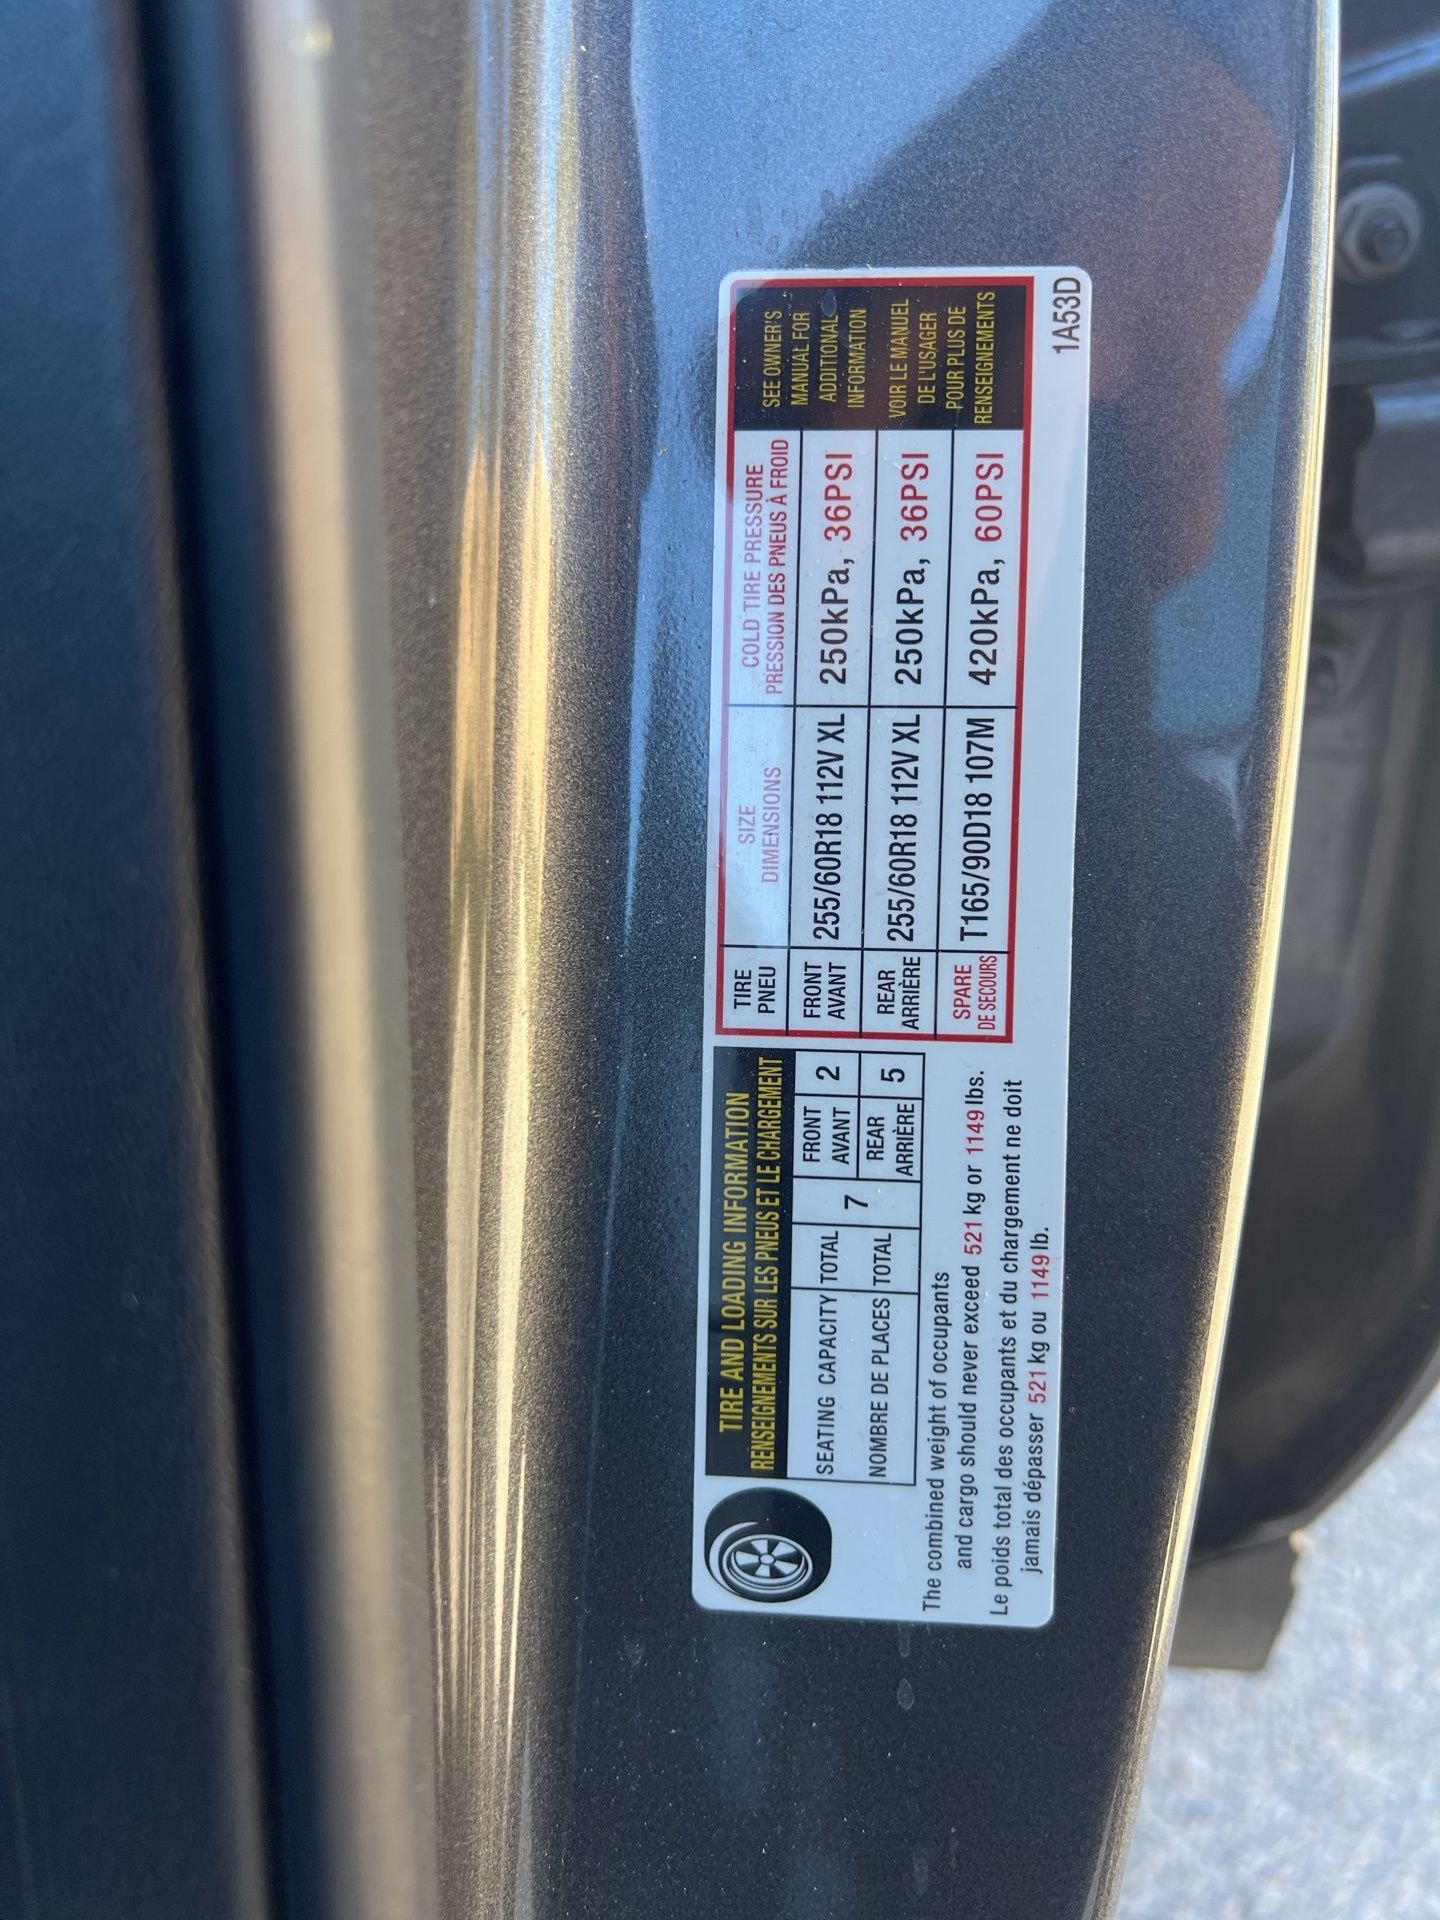 TIRE AND LOADING INFORMATION
RENSEIGNEMENTS SUR LES PNEUS ET LE CHARGEMENT
SEATING CAPACITY TOTAL 7 FRONT AVANT 2
NOMBRE DE PLACES TOTAL REAR ARRIÈRE 5
The combined weight of occupants
and cargo should never exceed 521 kg or 1149 lbs.
Le poids total des occupants et du chargement ne doit
jamais dépasser 521 kg ou 1149 lb.
TIRE
PNEU
SIZE
DIMENSIONS
COLD TIRE PRESSURE
PRESSION DES PNEUS À FROID
FRONT
AVANT
255/60R18 112V XL
250kPa, 36PSI
REAR
ARRIÈRE
255/60R18 112V XL
250kPa, 36PSI
SPARE
DE SECOURS
T165/90D18 107M
420kPa, 60PSI
SEE OWNER'S
MANUAL FOR
ADDITIONAL
INFORMATION
VOIR LE MANUEL
DE L'USAGER
POUR PLUS DE
RENSEIGNEMENTS
1A53D